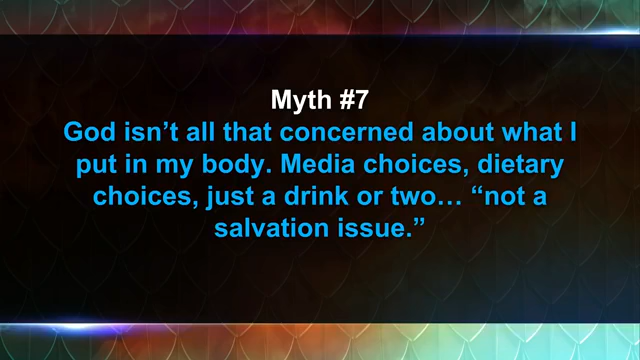 Myth #7
God isn’t all that concerned about what I
put in my body. Media choices, dietary
choices, just a drink or two… “not a
salvation issue.”